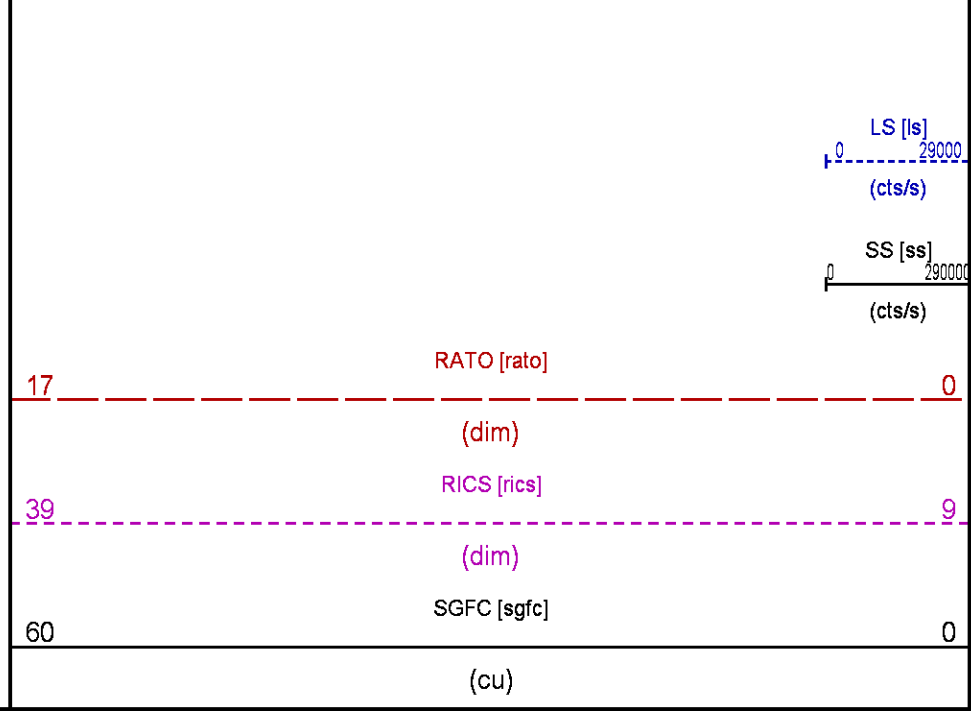 LS [ls]
0 29000
(cts/s)
SS [ss]
0 290000
(cts/s)
RATO [rato]
17 0
(dim)
RICS [rics]
39 9
(dim)
SGFC [sgfc]
60 0
(cu)